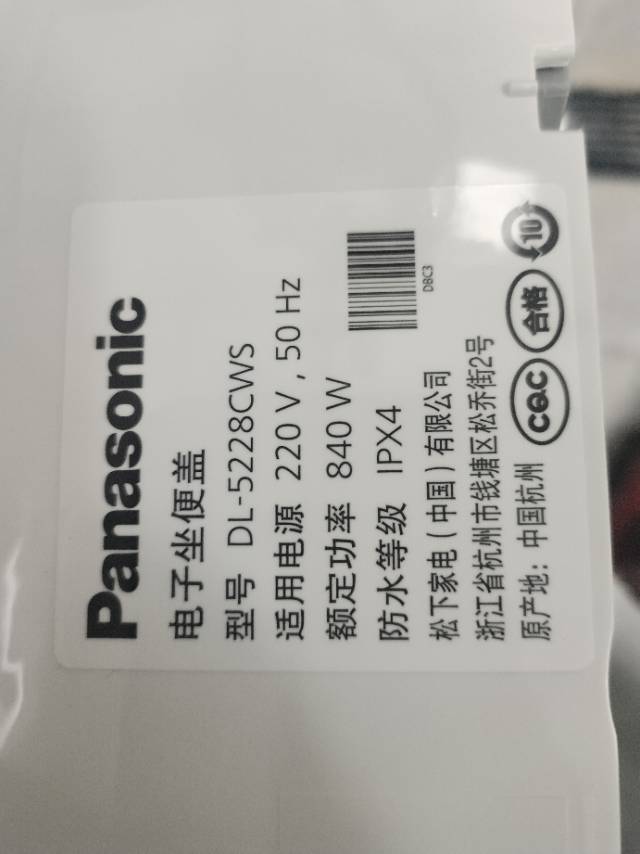 Panasonic
电子坐便盖
型号 DL-5228CWS
适用电源 220 V , 50 Hz
额定功率 840 W
防水等级 IPX4
DBC3
松下家电(中国)有限公司
浙江省杭州市钱塘区松乔街2号
原产地: 中国杭州
CQC
合格
10